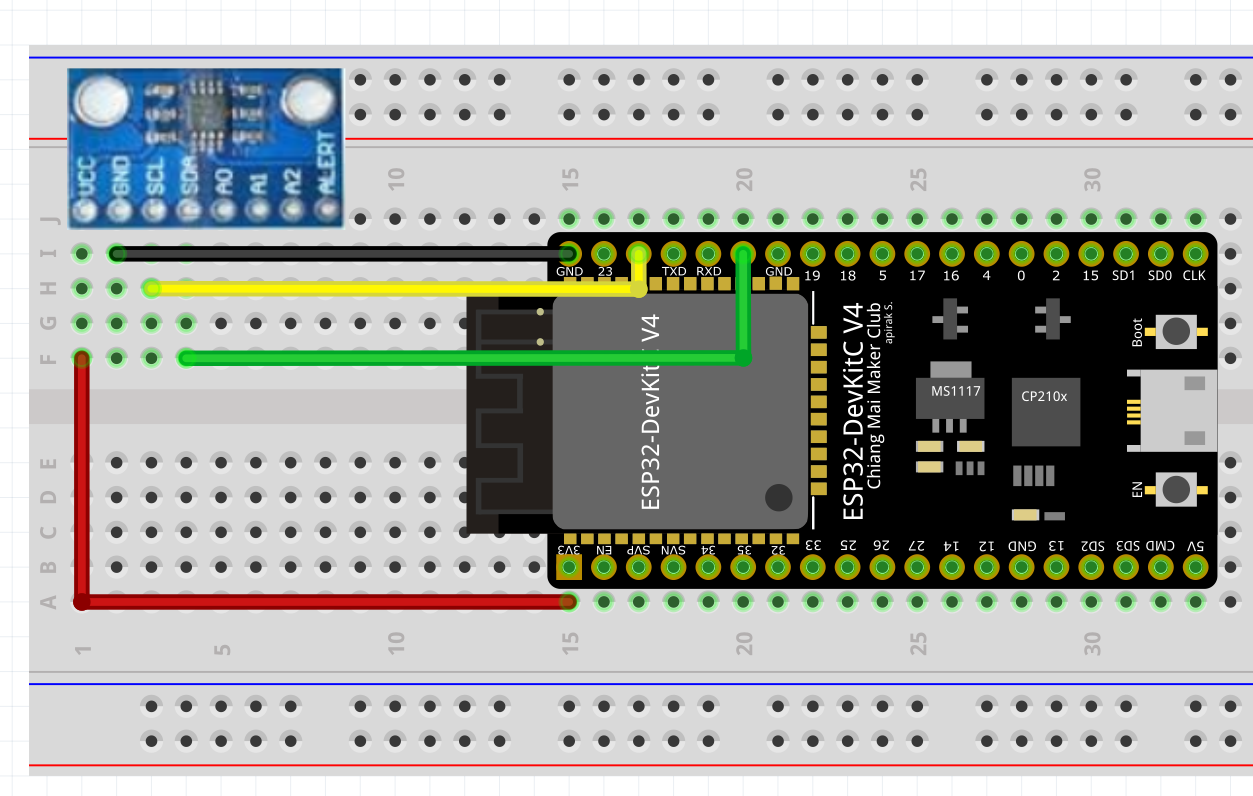 VCC GND SCL SDA A0 A1 A2 ALERT
10 15 20 25 30
J
I
H
G
F
E
D
C
B
A
GND 23 TXD RXD GND 19 18 5 17 16 4 0 2 15 SD1 SD0 CLK
ESP32-DevKit V4
ESP32-DevKitC V4
Chiang Mai Maker Club
apirak S.
MS1117
CP210x
Boot
EN
3V3 EN SVP SVN 34 35 32 33 25 26 27 14 12 GND 13 SD2 SD3 CMD 5V
1 5 10 15 20 25 30